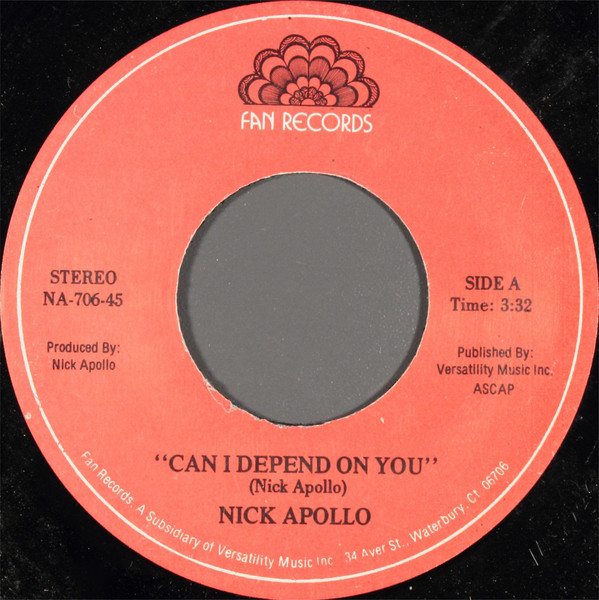 FAN RECORDS
STEREO
NA-706-45
SIDE A
Time: 3:32
Produced By:
Nick Apollo
Published By:
Versatility Music Inc.
ASCAP
"CAN I DEPEND ON YOU"
(Nick Apollo)
NICK APOLLO
Fan Records, A Subsidiary of Versatility Music Inc 34 Aver St., Waterbury, Ct 06706